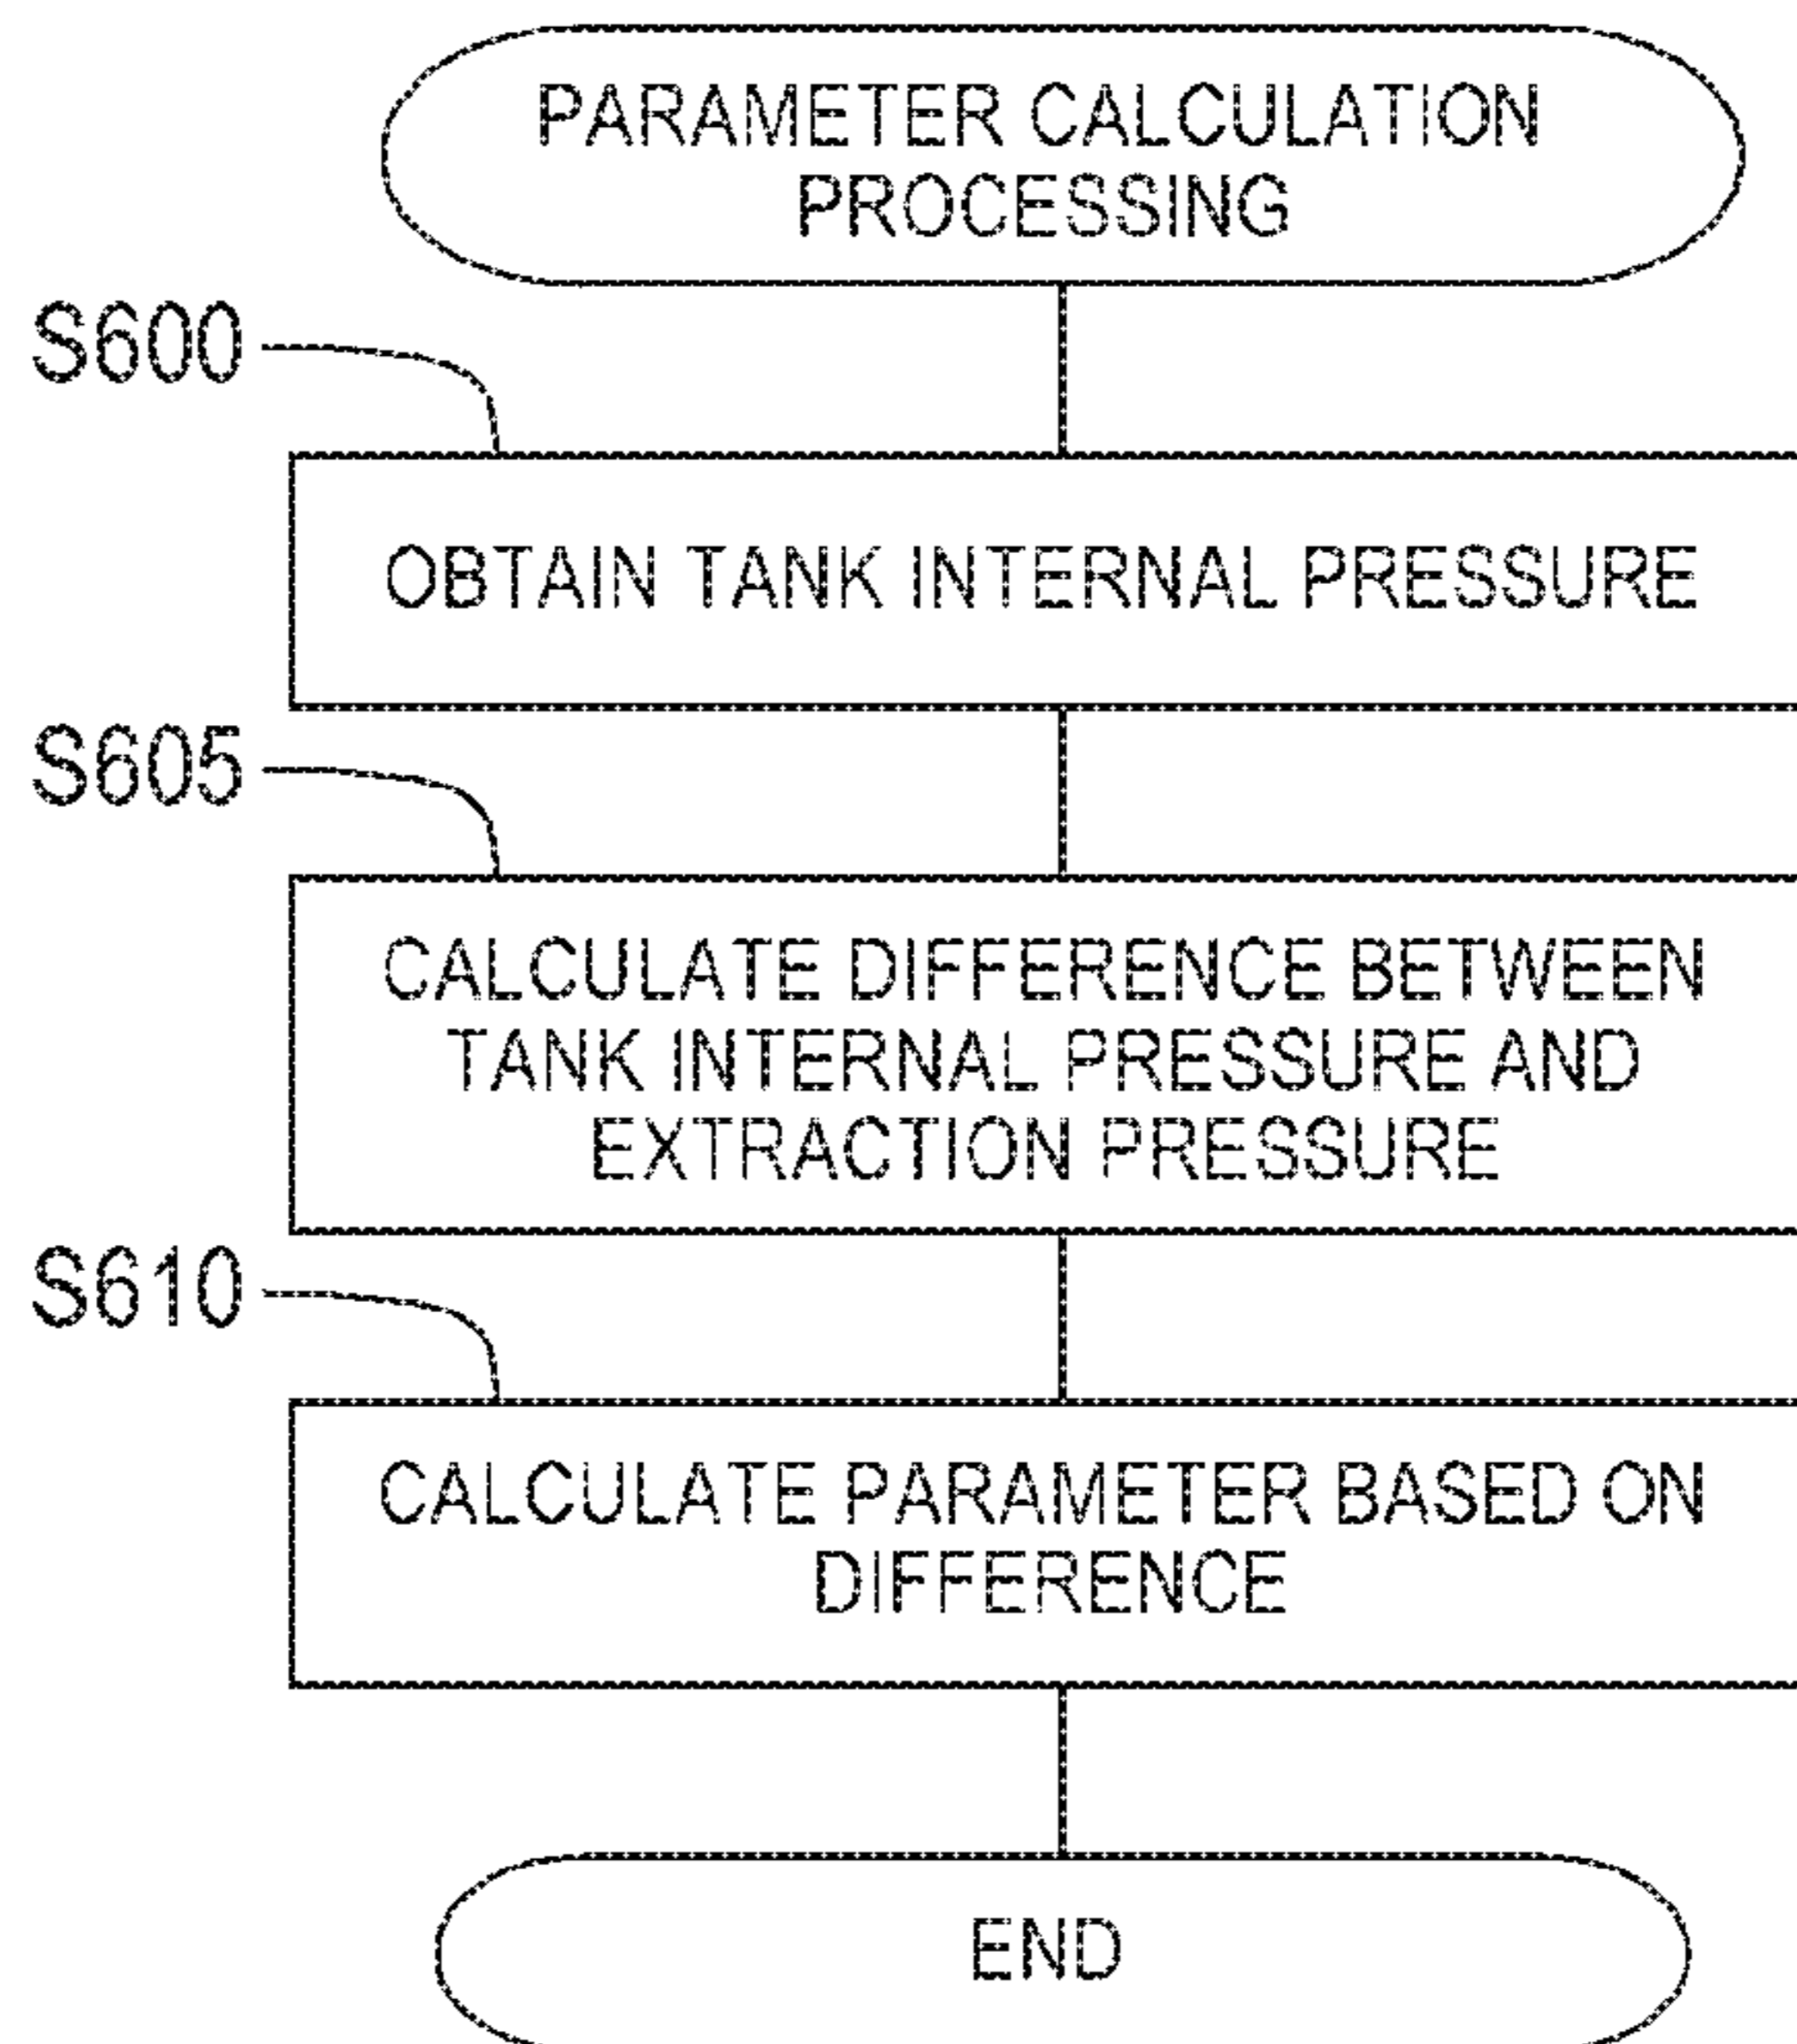 PARAMETER CALCULATION
PROCESSING
S600
OBTAIN TANK INTERNAL PRESSURE
S605
CALCULATE DIFFERENCE BETWEEN
TANK INTERNAL PRESSURE AND
EXTRACTION PRESSURE
S610
CALCULATE PARAMETER BASED ON
DIFFERENCE
END